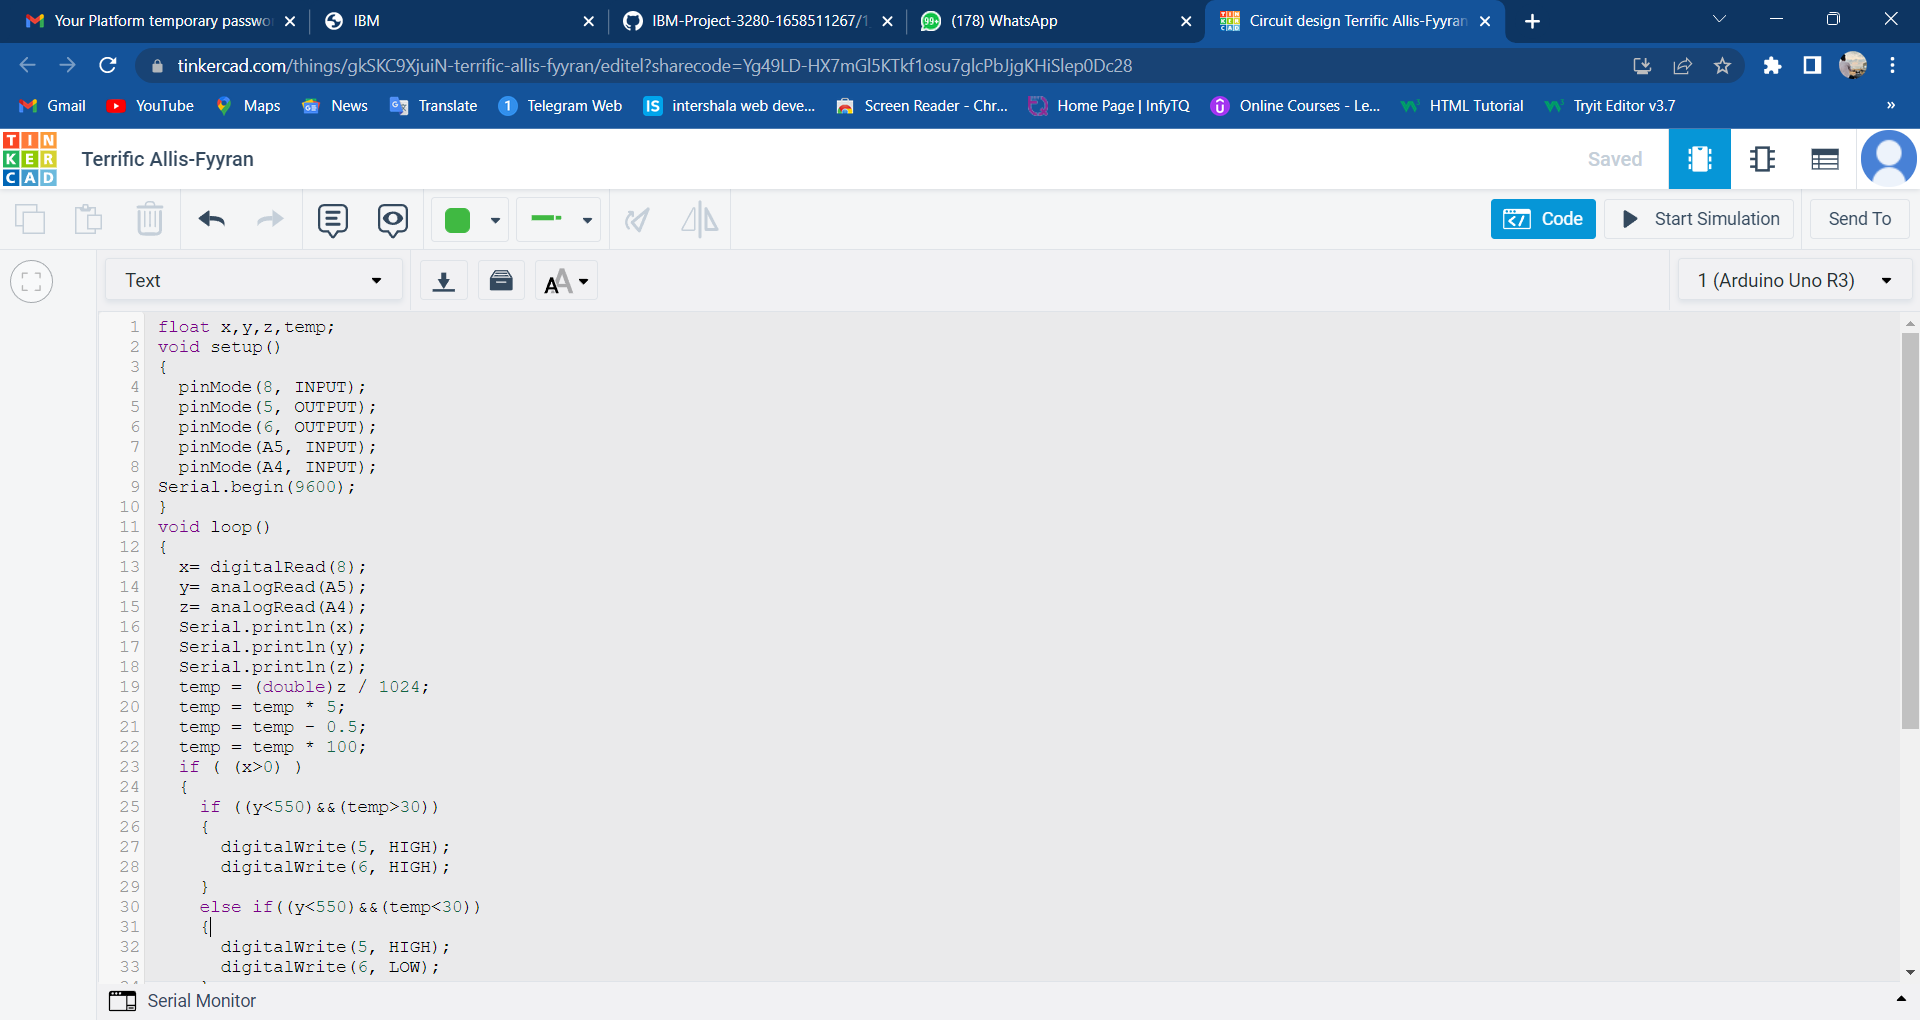 Your Platform temporary passwo
IBM
IBM-Project-3280-1658511267/1
99+
(178) WhatsApp
Circuit design Terrific Allis-Fyyran
tinkercad.com/things/gkSKC9XjuiN-terrific-allis-fyyran/editel?sharecode=Yg49LD-HX7mGl5KTkf1osu7glcPbJjgKHiSlep0Dc28
Gmail
YouTube
Maps
News
Translate
1 Telegram Web
IS intershala web deve...
Screen Reader - Chr...
Home Page | InfyTQ
Online Courses - Le...
HTML Tutorial
Tryit Editor v3.7
»
TIN
KER
CAD
Terrific Allis-Fyyran
Saved
Code
Start Simulation
Send To
Text
AA
1 (Arduino Uno R3)
1 float x,y,z,temp;
2 void setup()
3 {
4 pinMode(8, INPUT);
5 pinMode(5, OUTPUT);
6 pinMode(6, OUTPUT);
7 pinMode(A5, INPUT);
8 pinMode(A4, INPUT);
9 Serial.begin(9600);
10 }
11 void loop()
12 {
13 x= digitalRead(8);
14 y= analogRead(A5);
15 z= analogRead(A4);
16 Serial.println(x);
17 Serial.println(y);
18 Serial.println(z);
19 temp = (double)z / 1024;
20 temp = temp * 5;
21 temp = temp - 0.5;
22 temp = temp * 100;
23 if ( (x>0) )
24 {
25 if ((y<550)&&(temp>30))
26 {
27 digitalWrite(5, HIGH);
28 digitalWrite(6, HIGH);
29 }
30 else if((y<550)&&(temp<30))
31 {
32 digitalWrite(5, HIGH);
33 digitalWrite(6, LOW);
Serial Monitor